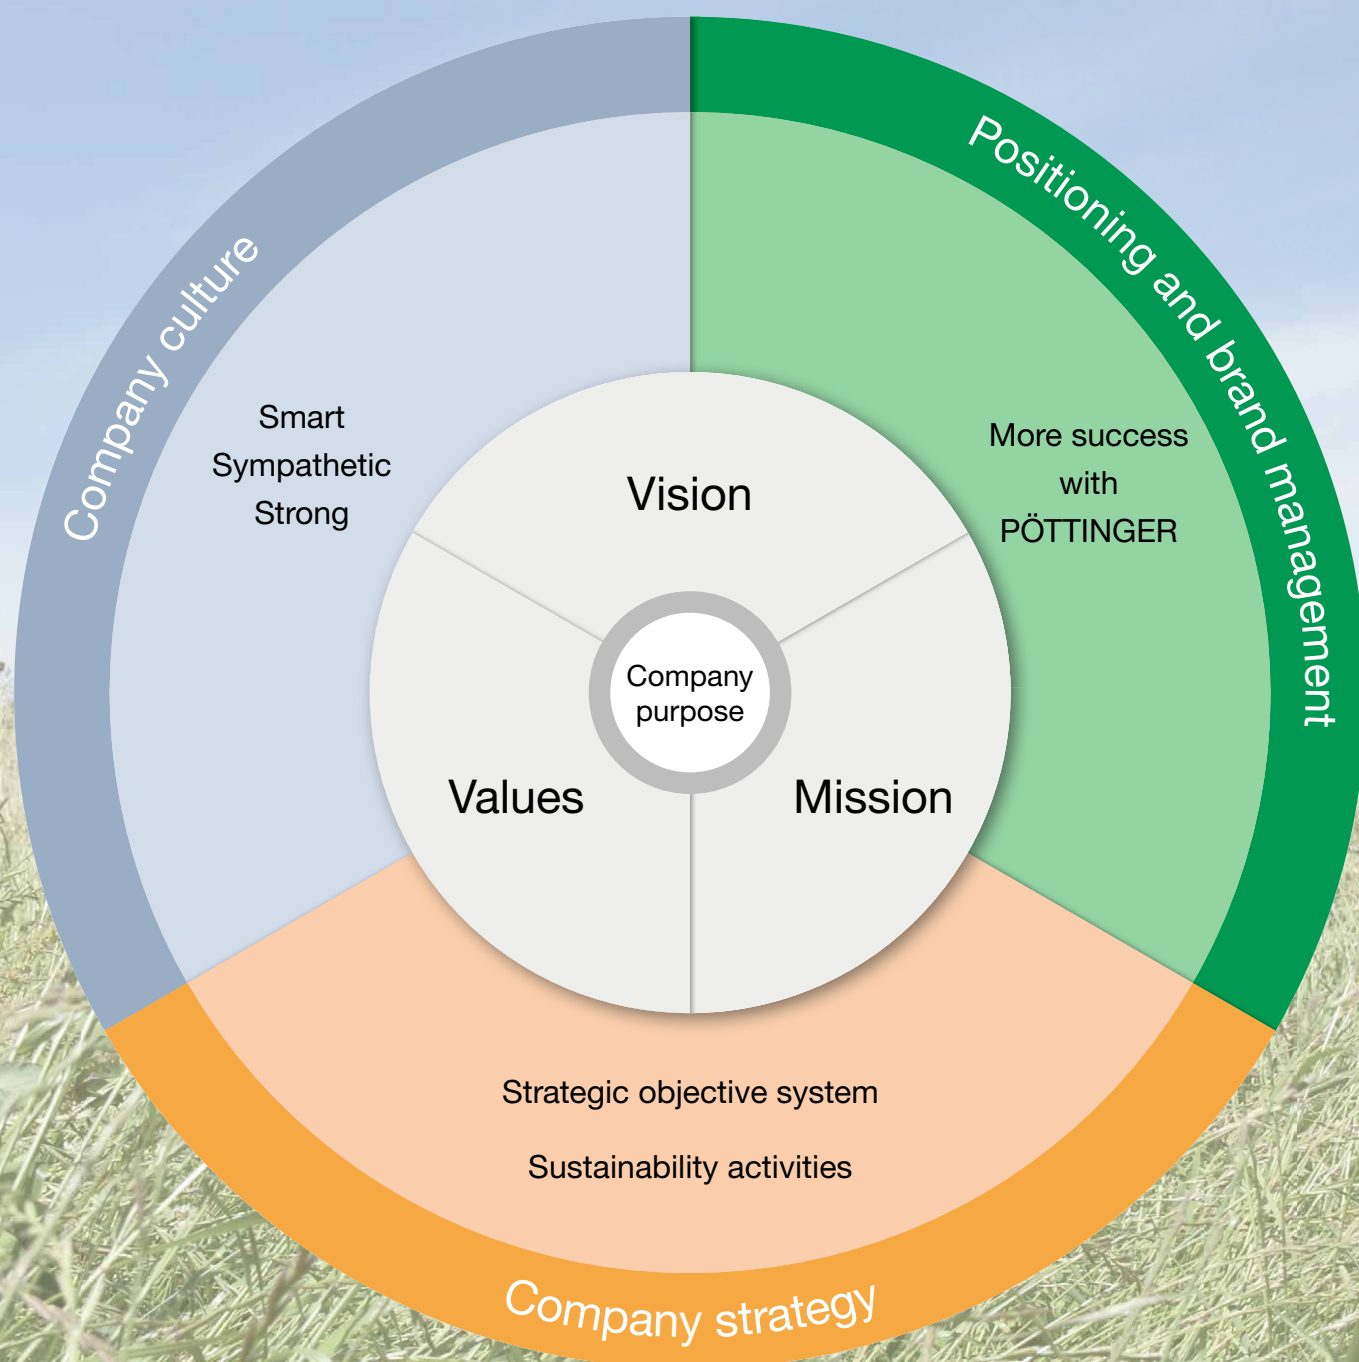 Company culture
Positioning and brand management
Smart
Sympathetic
Strong
More success
with
PÖTTINGER
Vision
Company
purpose
Values
Mission
Strategic objective system
Sustainability activities
Company strategy